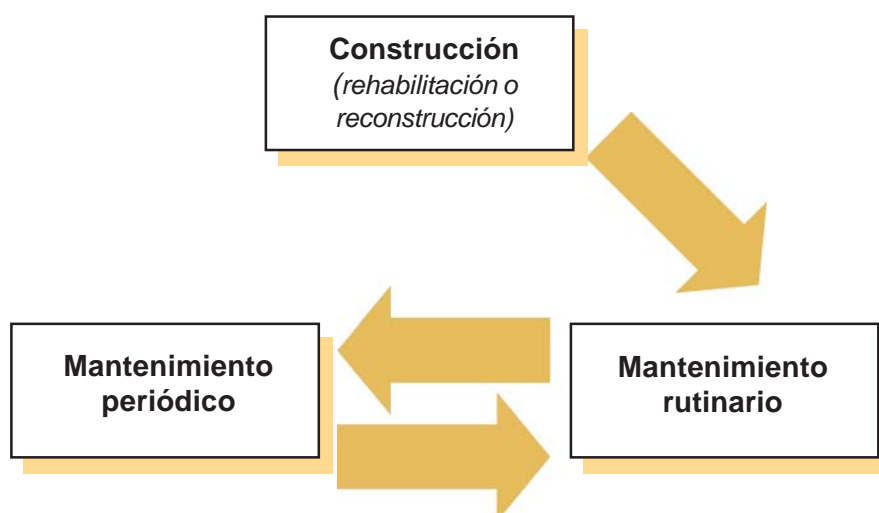 Construcción
(rehabilitación o
reconstrucción)
Mantenimiento
periódico
Mantenimiento
rutinario